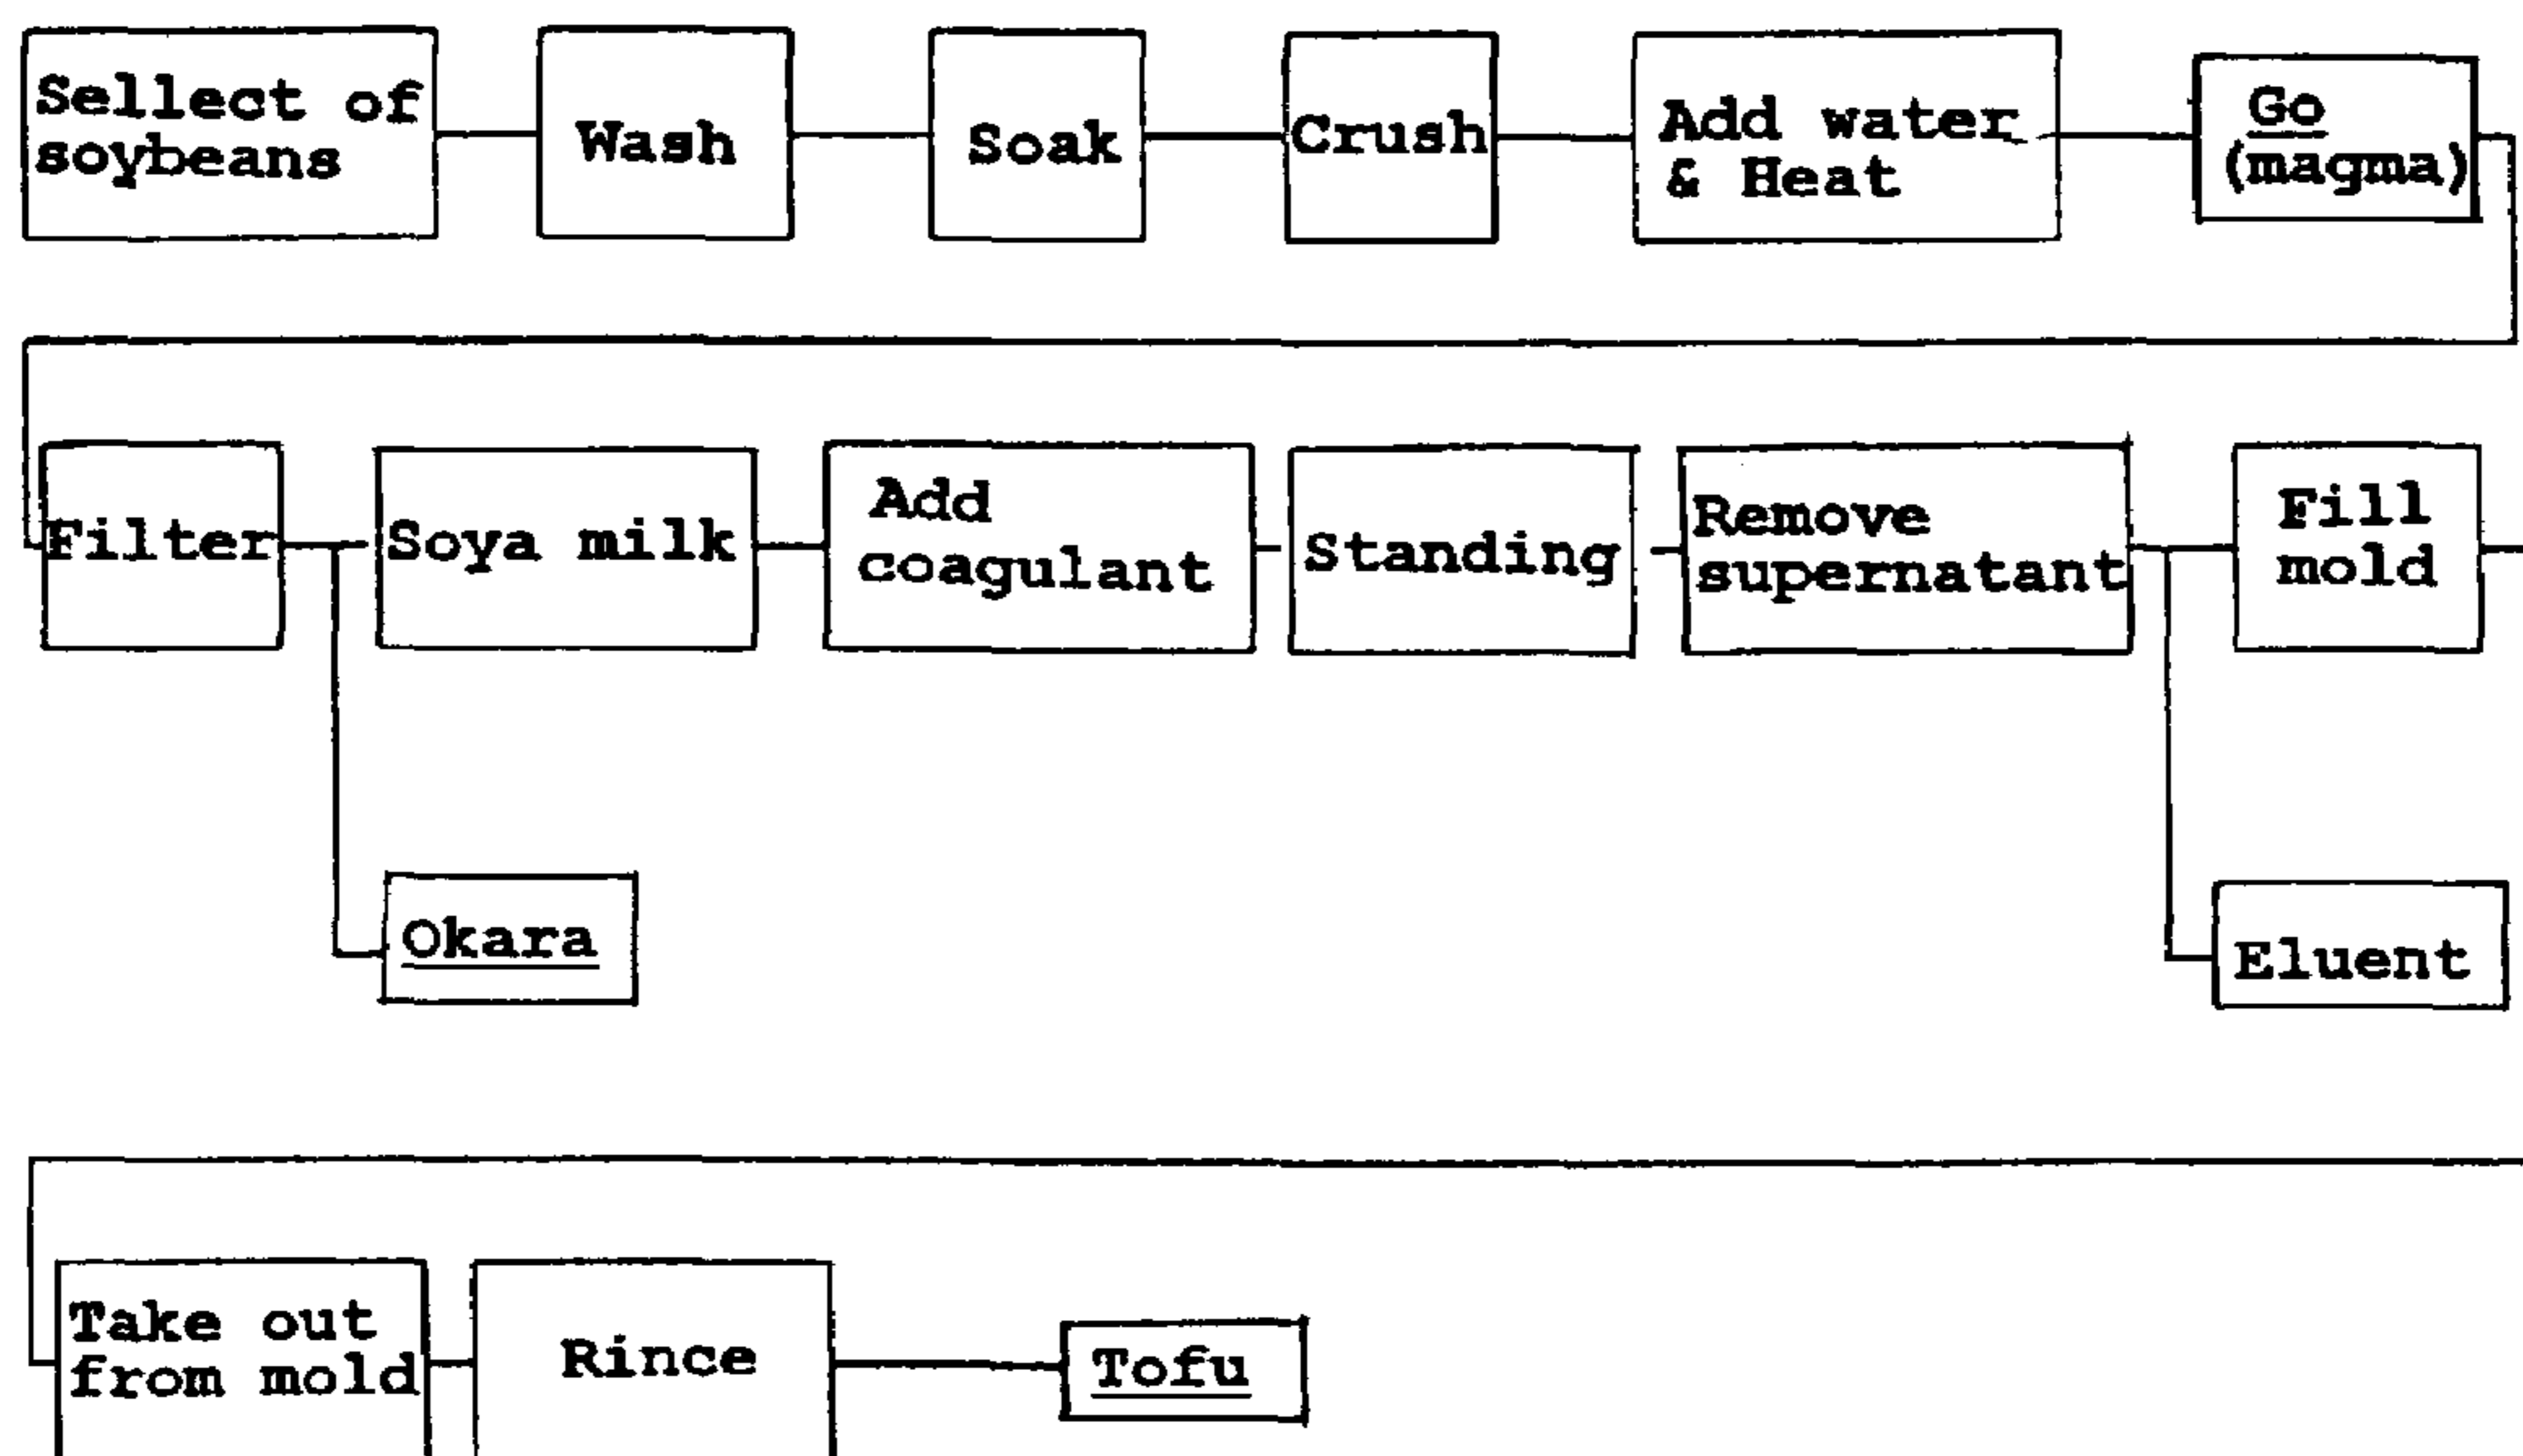 Sellect of
soybeans
Wash
Soak
Crush
Add water
& Heat
Go
(magma)
Filter
Soya milk
Add
coagulant
Standing
Remove
supernatant
Fill
mold
Okara
Eluent
Take out
from mold
Rince
Tofu